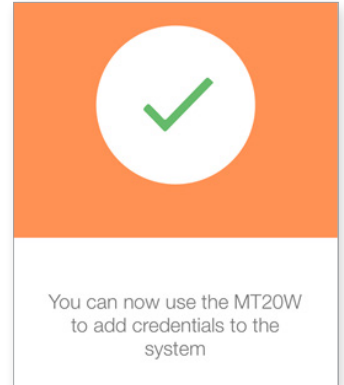 You can now use the MT20W
to add credentials to the
system